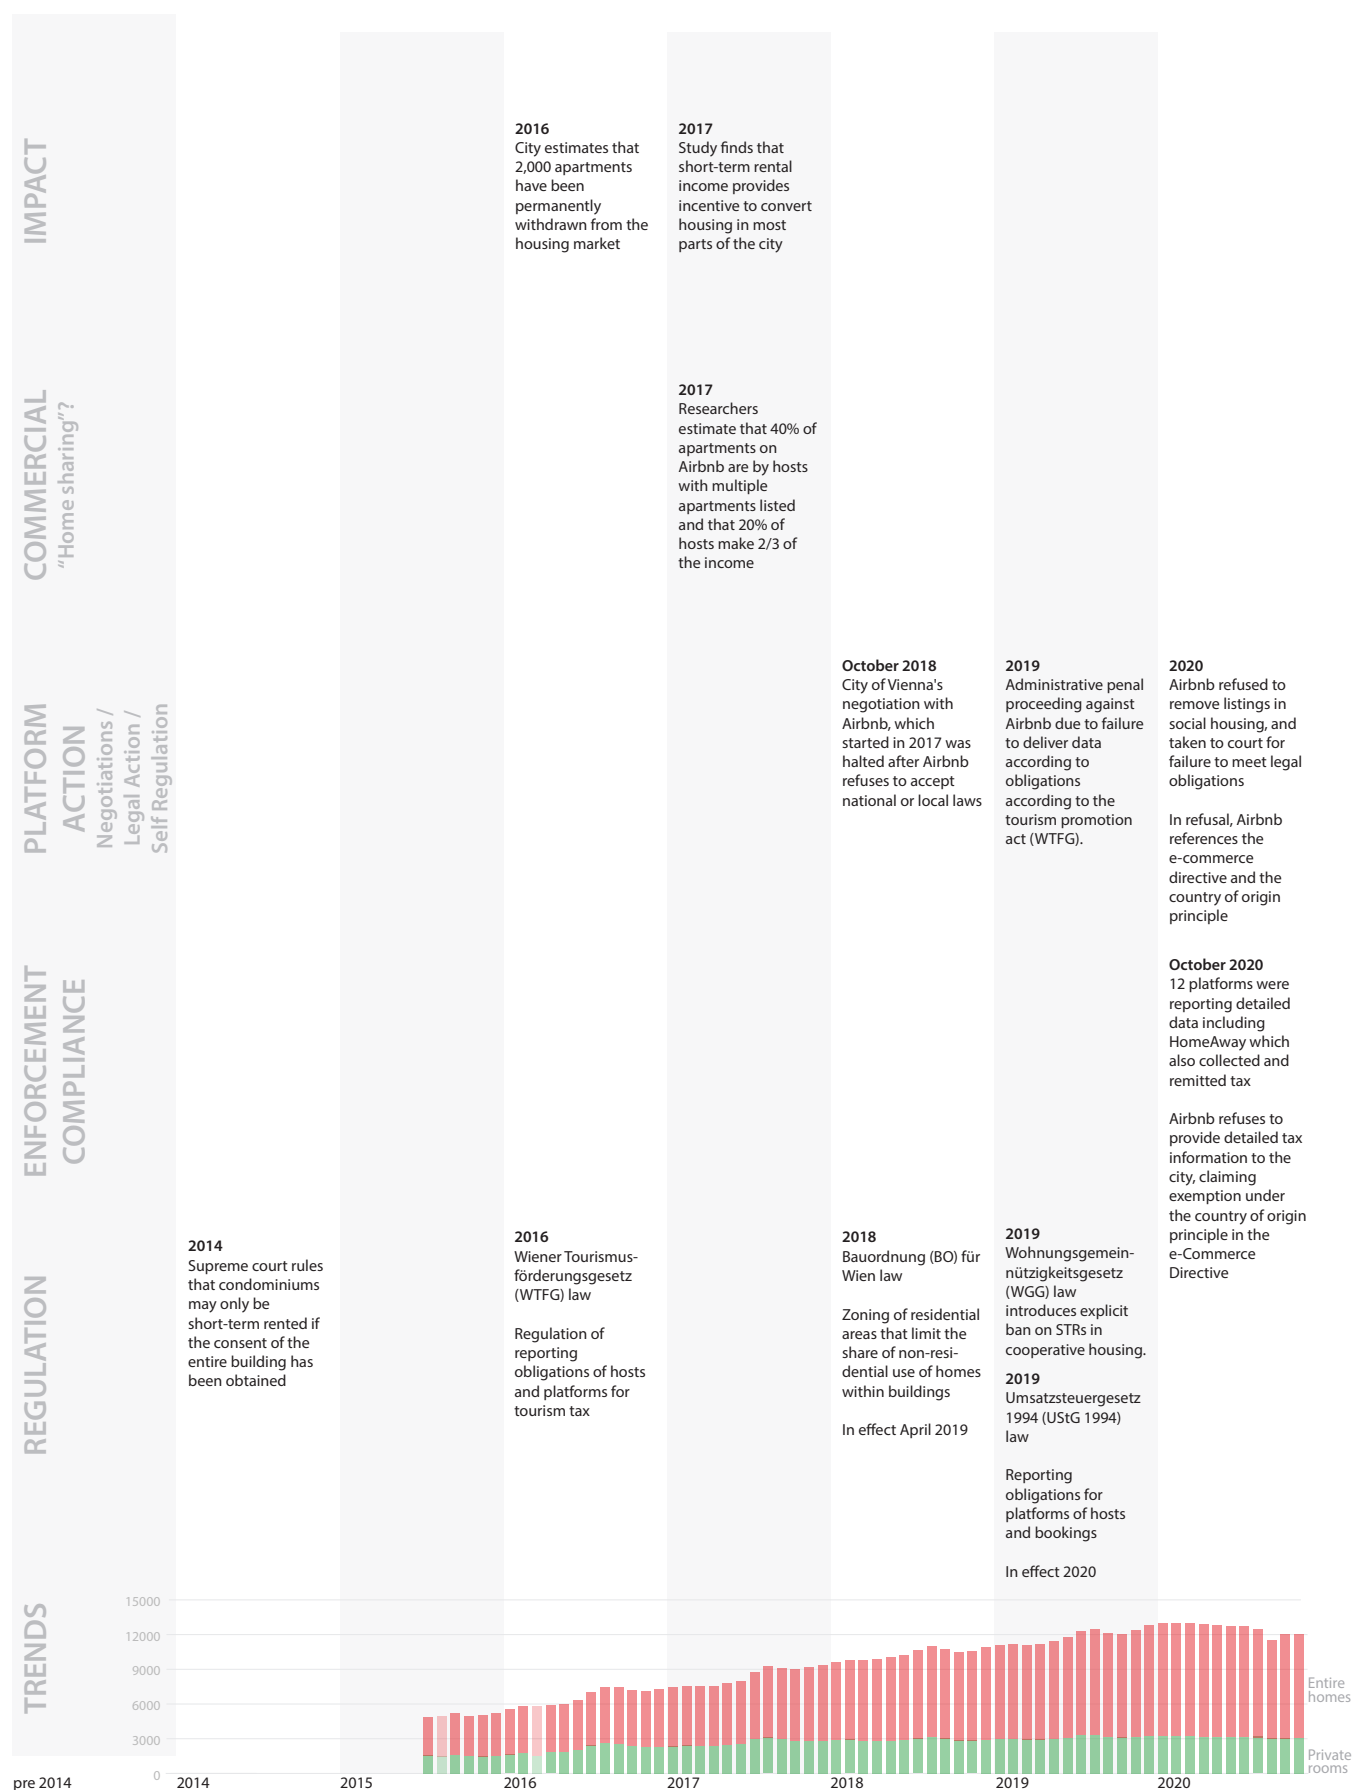 IMPACT
2016
City estimates that
2,000 apartments
have been
permanently
withdrawn from the
housing market
2017
Study finds that
short-term rental
income provides
incentive to convert
housing in most
parts of the city
COMMERCIAL
“Home sharing”?
2017
Researchers
estimate that 40% of
apartments on
Airbnb are by hosts
with multiple
apartments listed
and that 20% of
hosts make 2/3 of
the income
PLATFORM
ACTION
Negotiations /
Legal Action /
Self Regulation
October 2018
City of Vienna's
negotiation with
Airbnb, which
started in 2017 was
halted after Airbnb
refuses to accept
national or local laws
2019
Administrative penal
proceeding against
Airbnb due to failure
to deliver data
according to
obligations
according to the
tourism promotion
act (WTFG).
2020
Airbnb refused to
remove listings in
social housing, and
taken to court for
failure to meet legal
obligations
In refusal, Airbnb
references the
e-commerce
directive and the
country of origin
principle
ENFORCEMENT
COMPLIANCE
October 2020
12 platforms were
reporting detailed
data including
HomeAway which
also collected and
remitted tax
Airbnb refuses to
provide detailed tax
information to the
city, claiming
exemption under
the country of origin
principle in the
e-Commerce
Directive
REGULATION
2014
Supreme court rules
that condominiums
may only be
short-term rented if
the consent of the
entire building has
been obtained
2016
Wiener Tourismus-
förderungsgesetz
(WTFG) law
Regulation of
reporting
obligations of hosts
and platforms for
tourism tax
2018
Bauordnung (BO) für
Wien law
Zoning of residential
areas that limit the
share of non-resi-
dential use of homes
within buildings
In effect April 2019
2019
Wohnungsgemein-
nützigkeitsgesetz
(WGG) law
introduces explicit
ban on STRs in
cooperative housing.
2019
Umsatzsteuergesetz
1994 (UStG 1994)
law
Reporting
obligations for
platforms of hosts
and bookings
In effect 2020
TRENDS
15000
12000
9000
6000
3000
0
Entire
homes
Private
rooms
pre 2014
2014
2015
2016
2017
2018
2019
2020